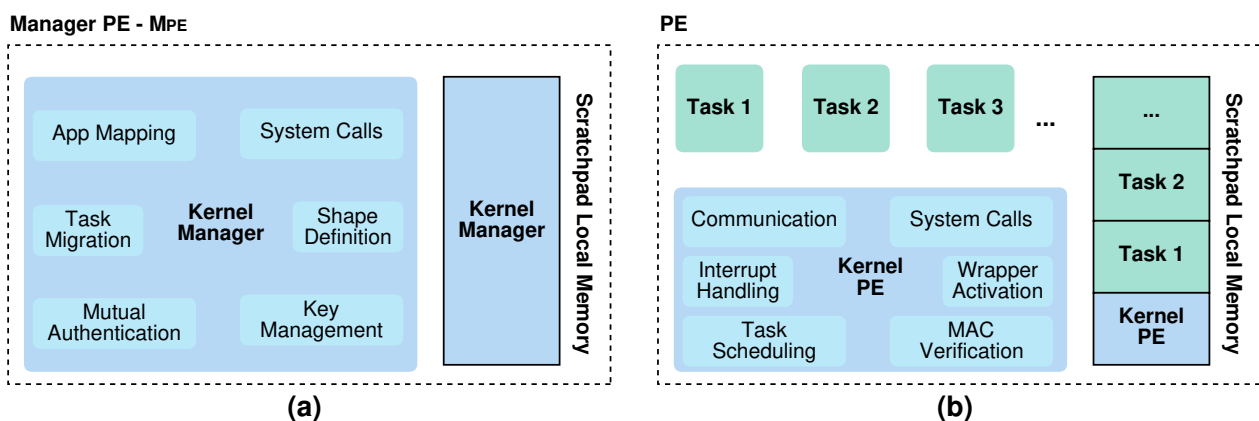 Manager PE - MPE
App Mapping
System Calls
Task
Migration
Kernel
Manager
Shape
Definition
Mutual
Authentication
Key
Management
Kernel
Manager
Scratchpad Local Memory
(a)
PE
Task 1
Task 2
Task 3
...
Communication
System Calls
Interrupt
Handling
Kernel
PE
Wrapper
Activation
Task
Scheduling
MAC
Verification
...
Task 2
Task 1
Kernel
PE
Scratchpad Local Memory
(b)